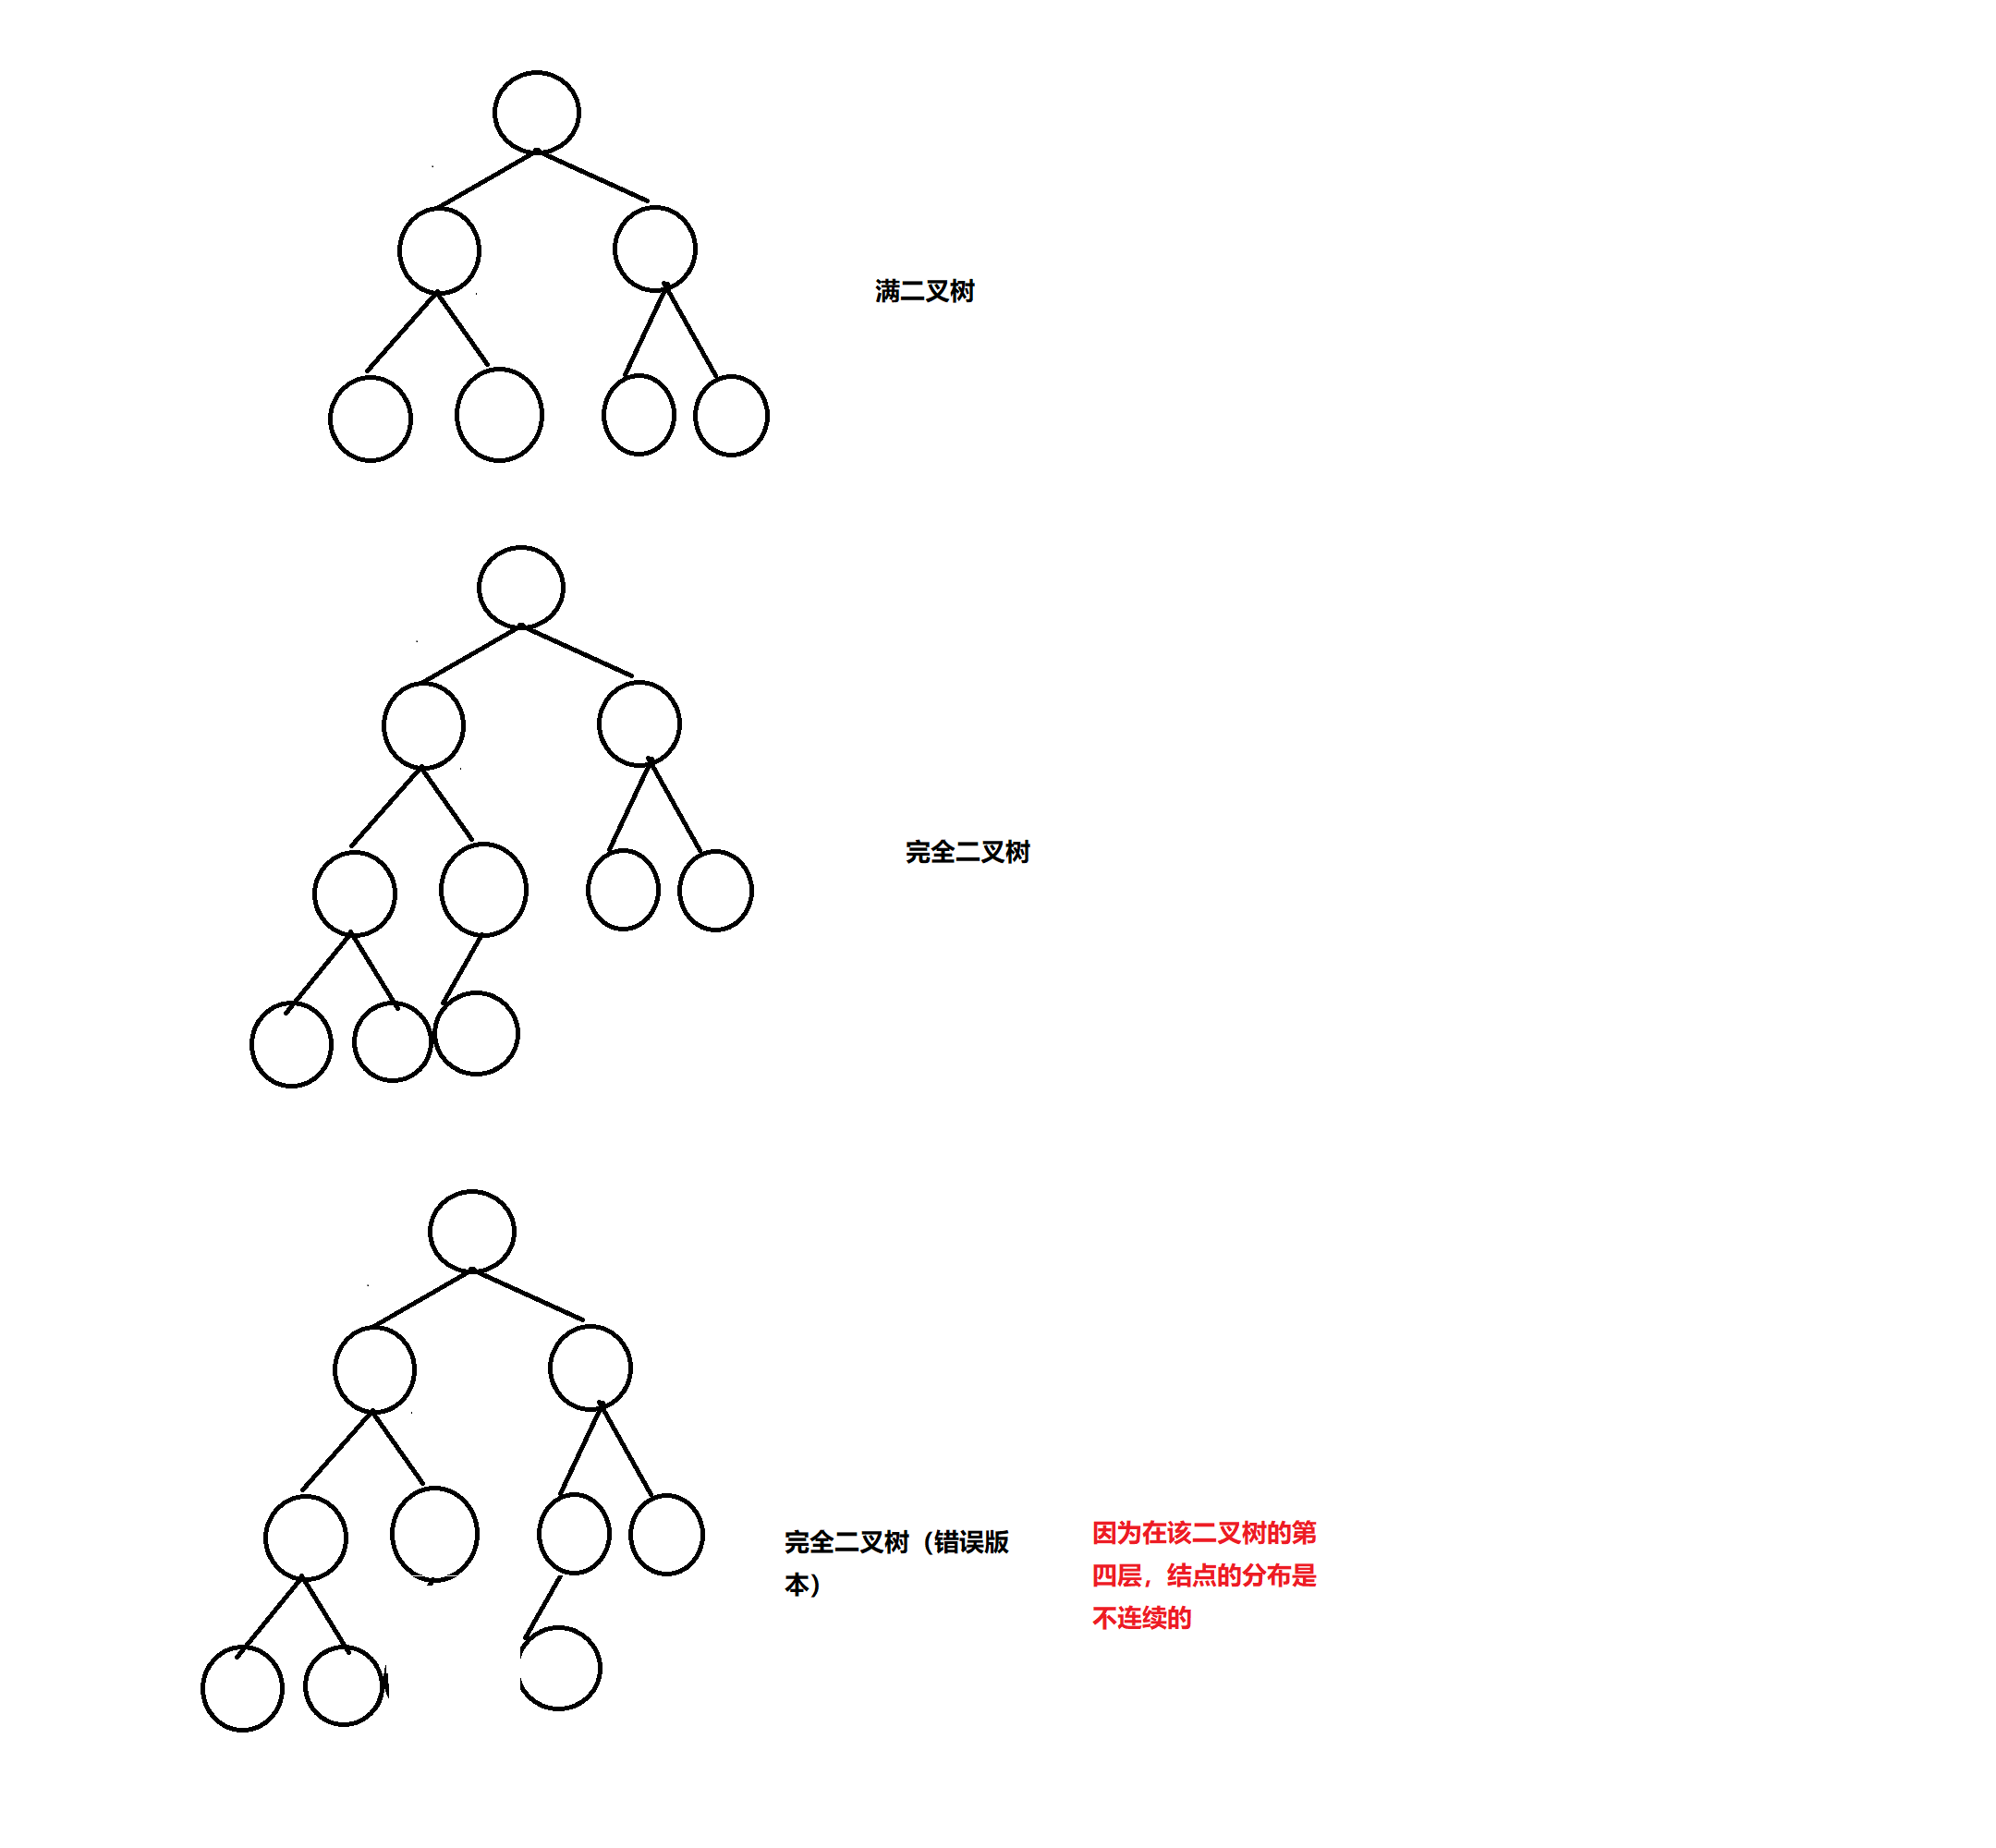 满二叉树
完全二叉树
完全二叉树（错误版
本）
因为在该二叉树的第
四层，结点的分布是
不连续的